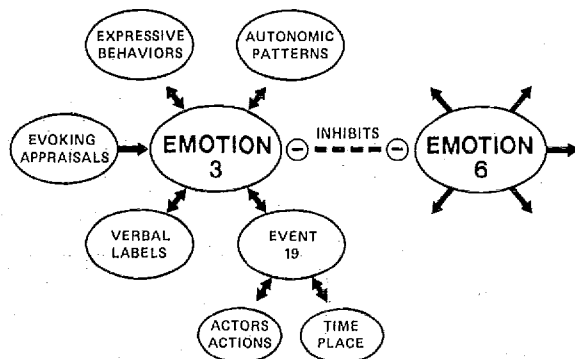 EXPRESSIVE
BEHAVIORS
AUTONOMIC
PATTERNS
EVOKING
APPRAISALS
EMOTION
3
INHIBITS
EMOTION
6
VERBAL
LABELS
EVENT
19
ACTORS
ACTIONS
TIME
PLACE